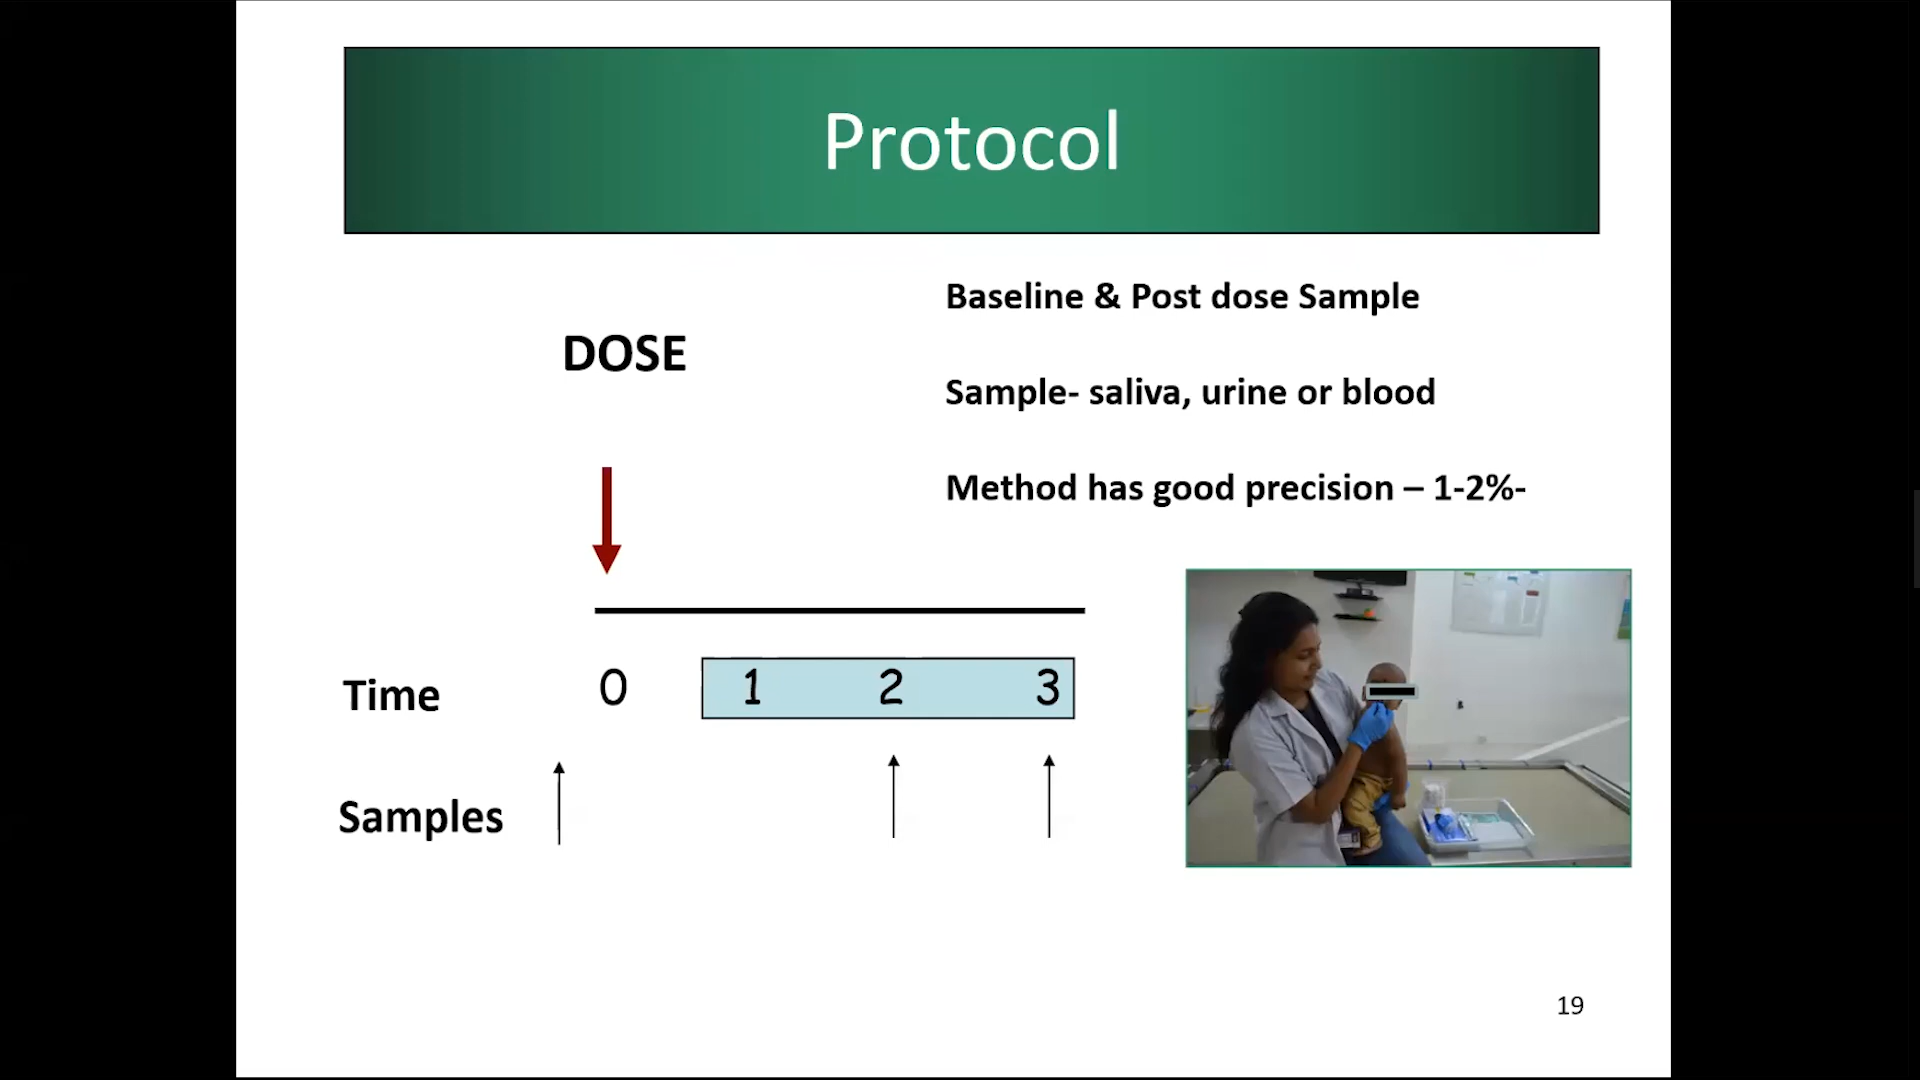 Protocol
Baseline & Post dose Sample
DOSE
Sample- saliva, urine or blood
Method has good precision – 1-2%-
Time 0 1 2 3
Samples
19